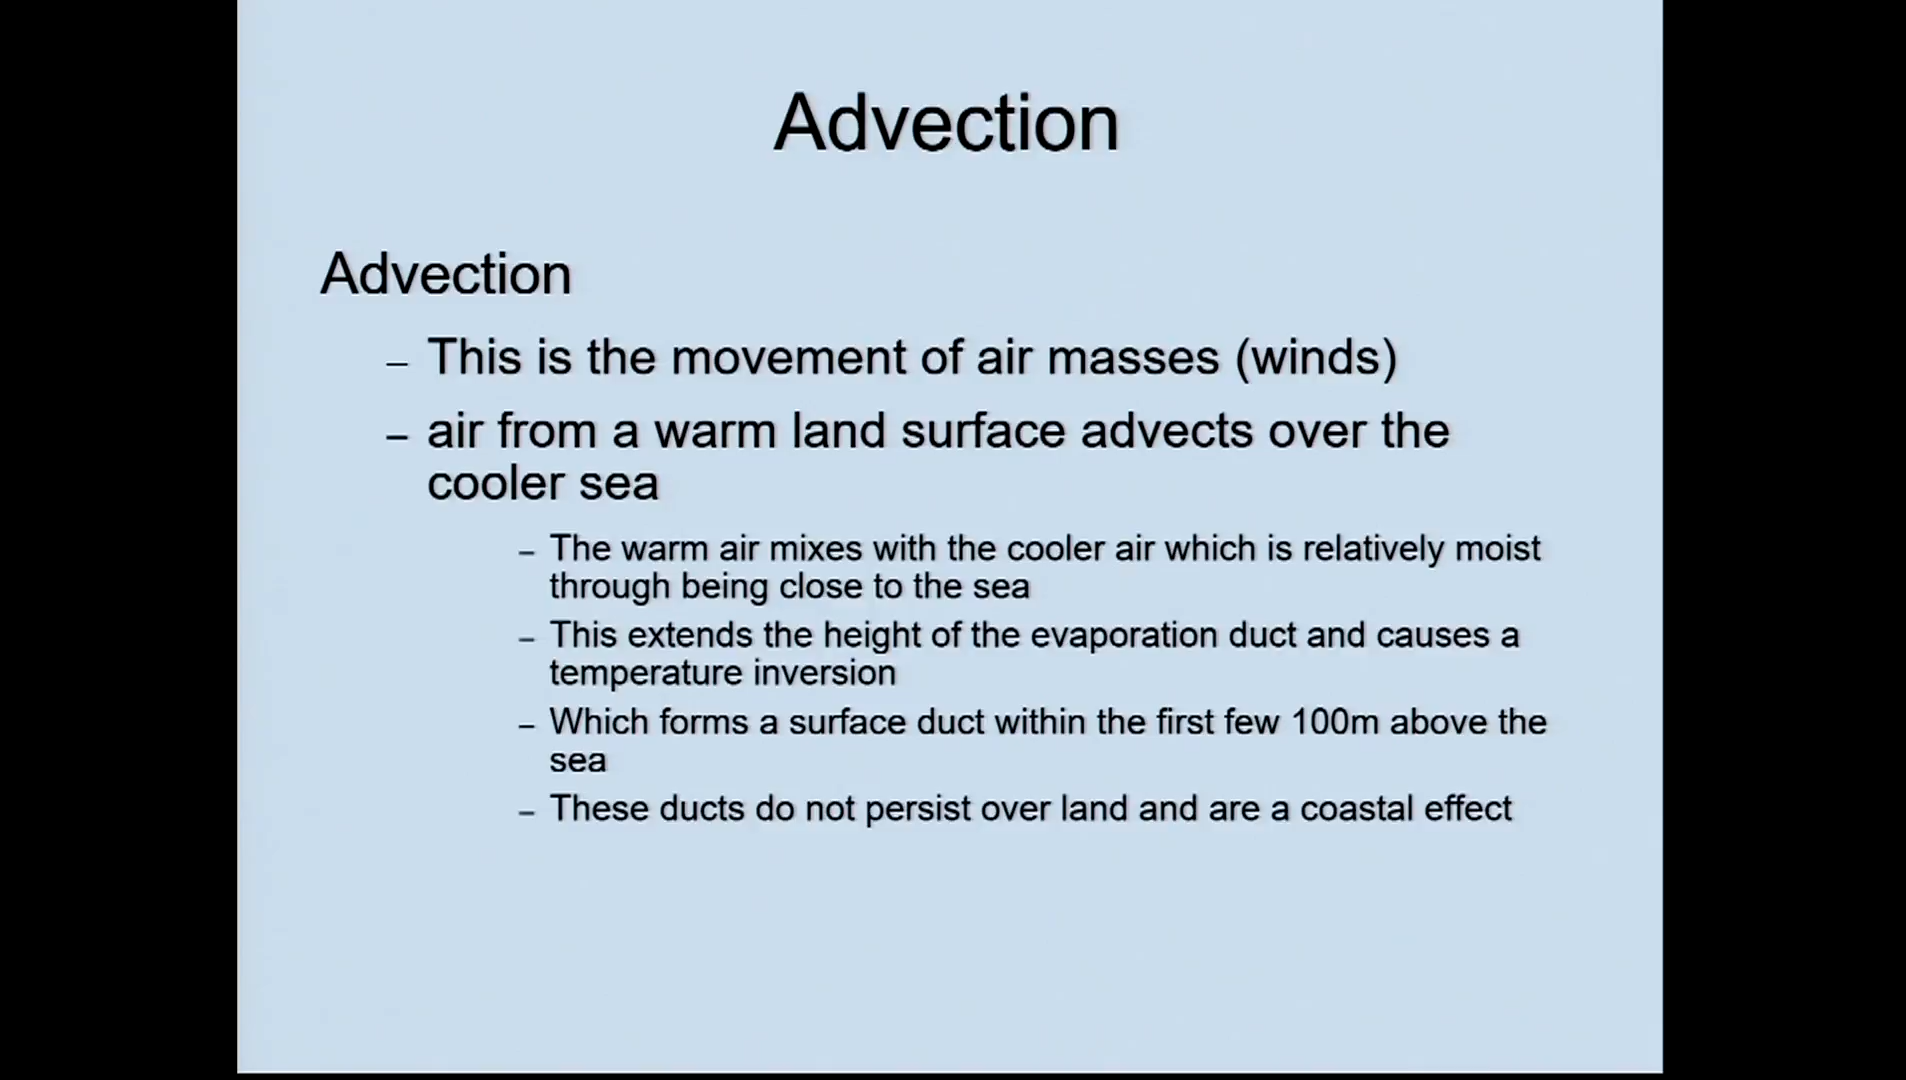 Advection
Advection
– This is the movement of air masses (winds)
– air from a warm land surface advects over the
cooler sea
– The warm air mixes with the cooler air which is relatively moist
through being close to the sea
– This extends the height of the evaporation duct and causes a
temperature inversion
– Which forms a surface duct within the first few 100m above the
sea
– These ducts do not persist over land and are a coastal effect